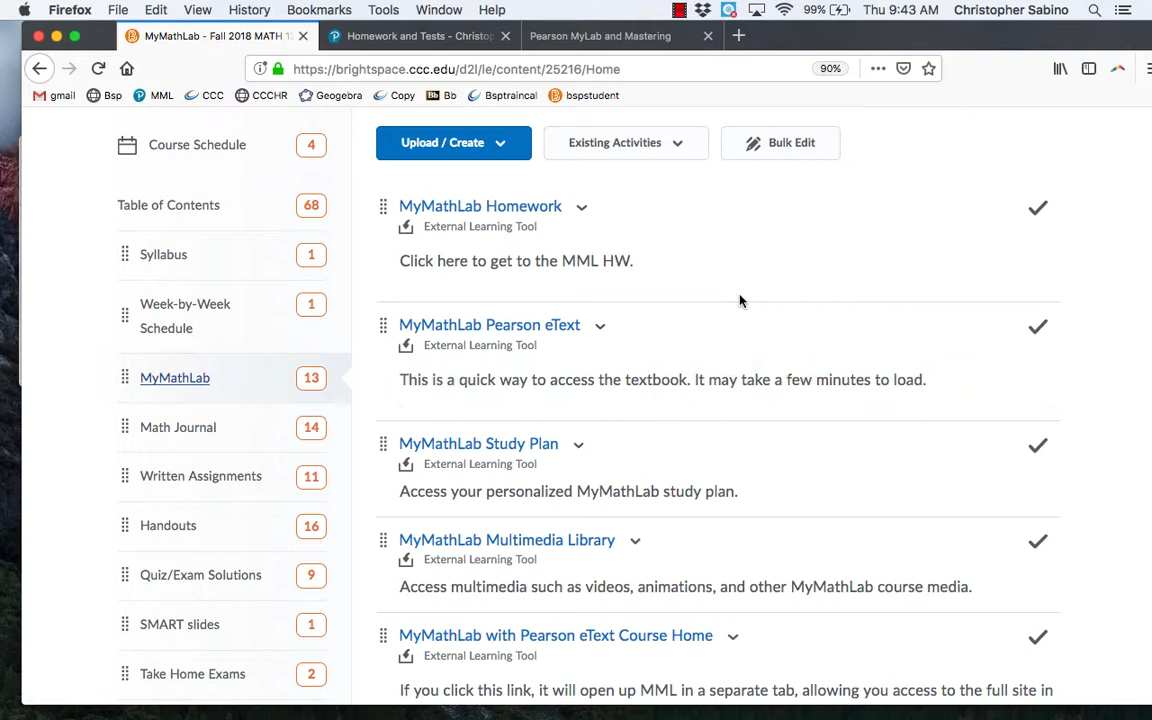 Firefox File Edit View History Bookmarks Tools Window Help 99% Thu 9:43 AM Christopher Sabino
MyMathLab - Fall 2018 MATH 12 Homework and Tests - Christop Pearson MyLab and Mastering
https://brightspace.ccc.edu/d2l/le/content/25216/Home 90%
gmail Bsp MML CCC CCCHR Geogebra Copy Bb Bsptraincal bspstudent
Course Schedule 4
Table of Contents 68
Syllabus 1
Week-by-Week 1
Schedule
MyMathLab 13
Math Journal 14
Written Assignments 11
Handouts 16
Quiz/Exam Solutions 9
SMART slides 1
Take Home Exams 2
Upload / Create Existing Activities Bulk Edit
MyMathLab Homework
External Learning Tool
Click here to get to the MML HW.
MyMathLab Pearson eText
External Learning Tool
This is a quick way to access the textbook. It may take a few minutes to load.
MyMathLab Study Plan
External Learning Tool
Access your personalized MyMathLab study plan.
MyMathLab Multimedia Library
External Learning Tool
Access multimedia such as videos, animations, and other MyMathLab course media.
MyMathLab with Pearson eText Course Home
External Learning Tool
If you click this link, it will open up MML in a separate tab, allowing you access to the full site in